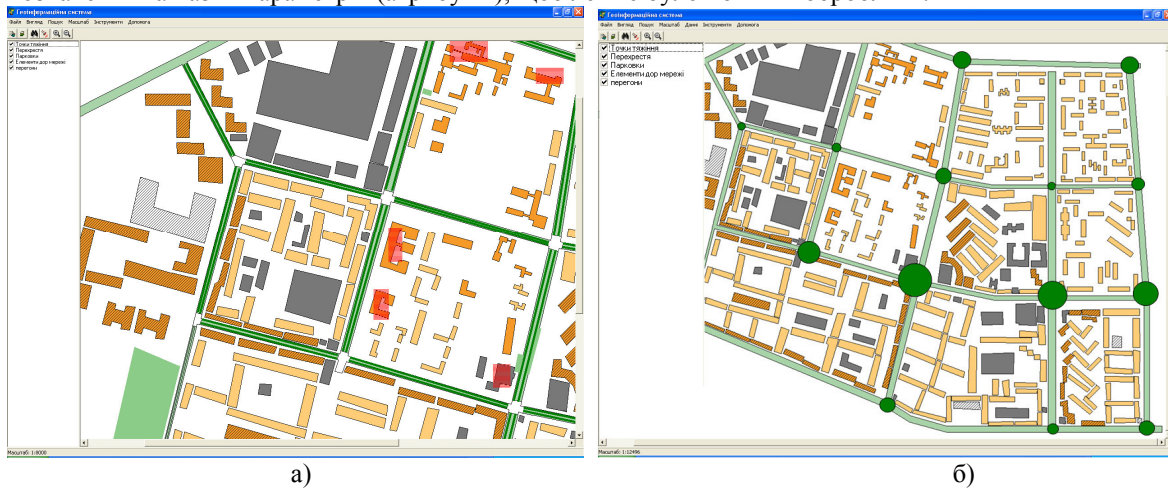 Геоінформаційна система
Файл Вигляд Пошук Масштаб Інструменти Допомога
Точки тяжіння
Перехрестя
Парковки
Елементи дор мережі
перегони
Масштаб: 1:8000
а)
Геоінформаційна система
Файл Вигляд Пошук Масштаб Дані Інструменти Допомога
Точки тяжіння
Перехрестя
Парковки
Елементи дор мережі
перегони
Масштаб: 1:12496
б)